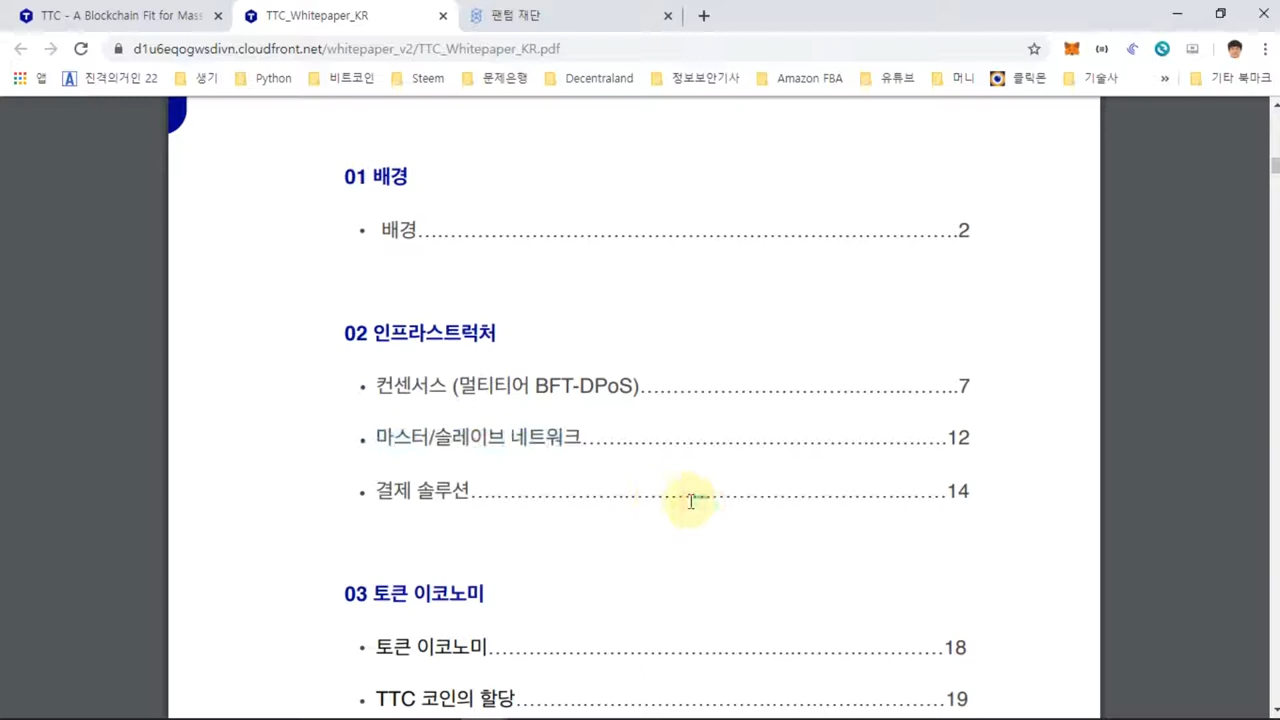 TTC - A Blockchain Fit for Mass
TTC_Whitepaper_KR
팬텀 재단
d1u6eqogwsdivn.cloudfront.net/whitepaper_v2/TTC_Whitepaper_KR.pdf
앱 진격의거인 22 생기 Python 비트코인 Steem 문제은행 Decentraland 정보보안기사 Amazon FBA 유튜브 머니 클릭몬 기술사 » 기타 북마크
01 배경
• 배경.................................................................2
02 인프라스트럭처
• 컨센서스 (멀티티어 BFT-DPoS).......................................7
• 마스터/슬레이브 네트워크.............................................12
• 결제 솔루션..........................................................14
03 토큰 이코노미
• 토큰 이코노미........................................................18
• TTC 코인의 할당.....................................................19